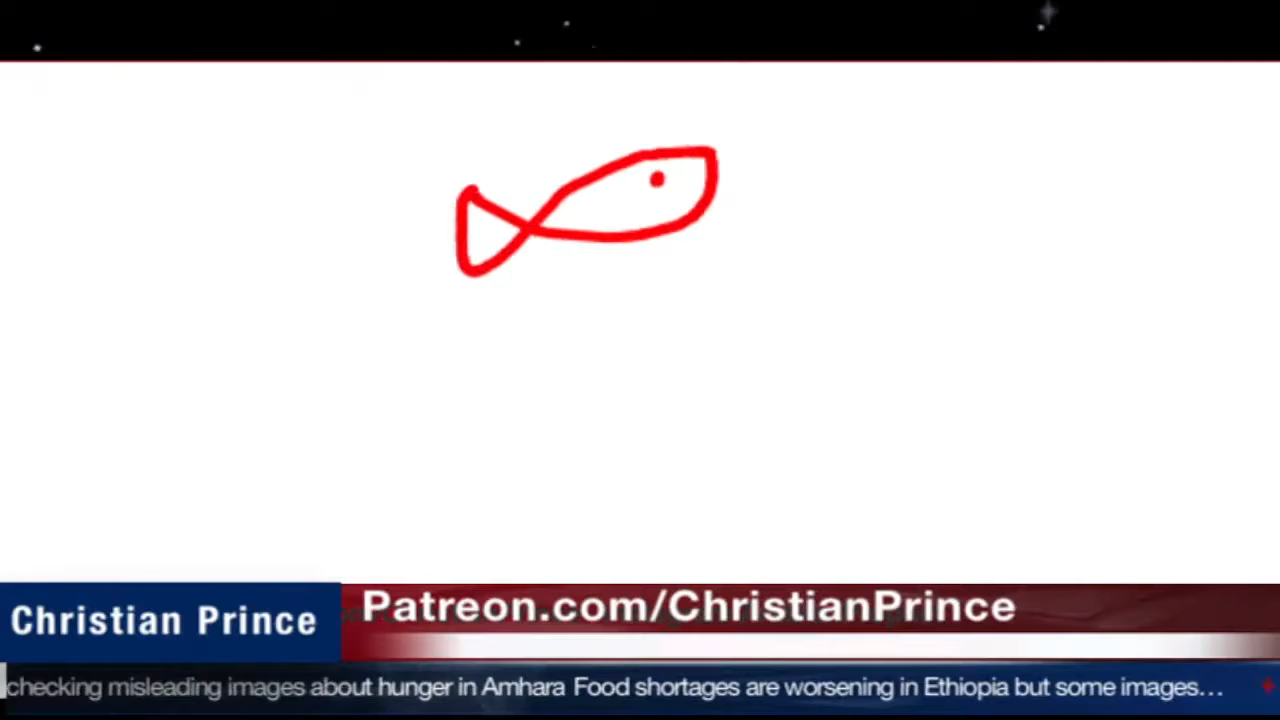 Patreon.com/ChristianPrince
Christian Prince
checking misleading images about hunger in Amhara Food shortages are worsening in Ethiopia but some images…